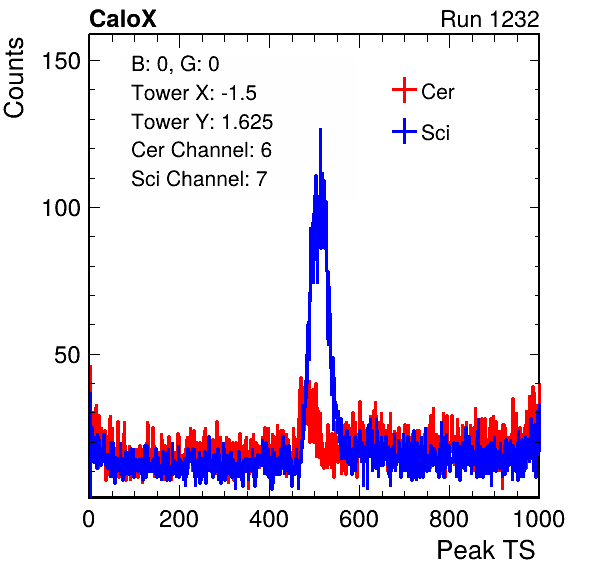 CaloX Run 1232
B: 0, G: 0
Tower X: -1.5
Tower Y: 1.625
Cer Channel: 6
Sci Channel: 7
Cer
Sci
Counts
150
100
50
0 200 400 600 800 1000
Peak TS